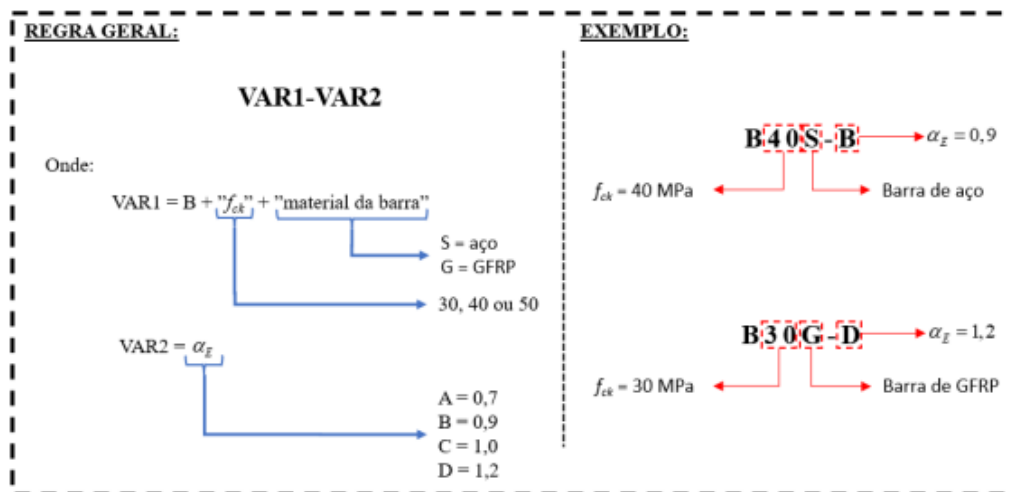 REGRA GERAL:
VAR1-VAR2
Onde:
VAR1 = B + "fck" + "material da barra"
S = aço
G = GFRP
30, 40 ou 50
VAR2 = αE
A = 0,7
B = 0,9
C = 1,0
D = 1,2
EXEMPLO:
B40S-B
αE = 0,9
fck = 40 MPa
Barra de aço
B30G-D
αE = 1,2
fck = 30 MPa
Barra de GFRP